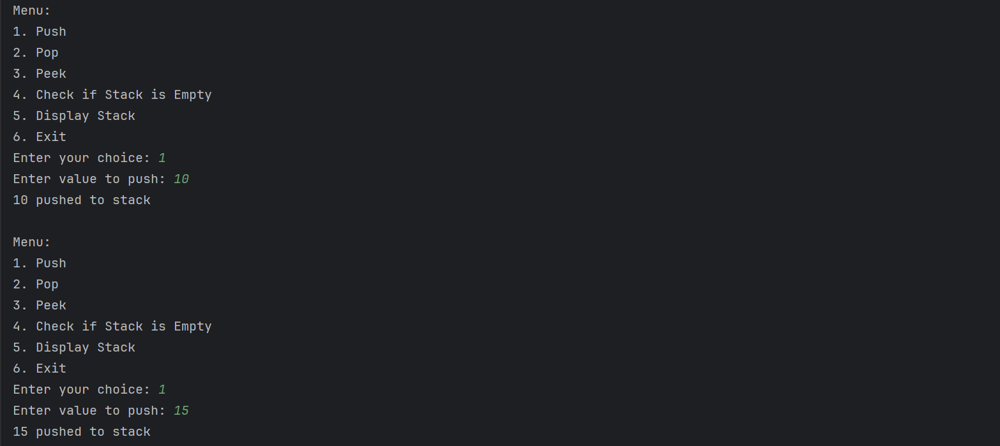 Menu:
1. Push
2. Pop
3. Peek
4. Check if Stack is Empty
5. Display Stack
6. Exit
Enter your choice: 1
Enter value to push: 10
10 pushed to stack
Menu:
1. Push
2. Pop
3. Peek
4. Check if Stack is Empty
5. Display Stack
6. Exit
Enter your choice: 1
Enter value to push: 15
15 pushed to stack